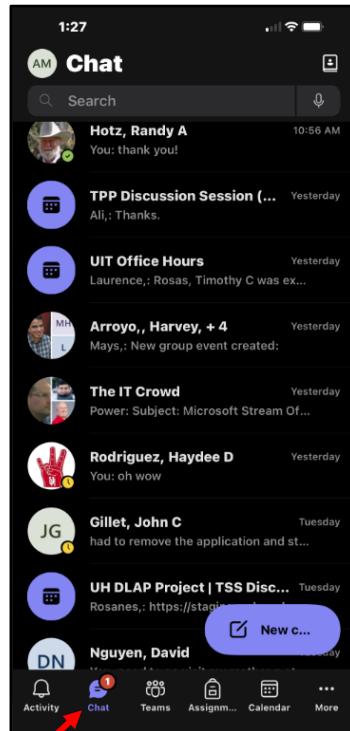 1:27
AM Chat
Search
Hotz, Randy A 10:56 AM
You: thank you!
TPP Discussion Session (... Yesterday
Ali,: Thanks.
UIT Office Hours Yesterday
Laurence,: Rosas, Timothy C was ex...
MH
L
Arroyo,, Harvey, + 4 Yesterday
Mays,: New group event created:
The IT Crowd Yesterday
Power: Subject: Microsoft Stream Of...
Rodriguez, Haydee D Yesterday
You: oh wow
JG
Gillet, John C Tuesday
had to remove the application and st...
UH DLAP Project | TSS Disc... Tuesday
Rosanes,: https://stagin
New c...
DN
Nguyen, David
1
Activity Chat Teams Assignm... Calendar More